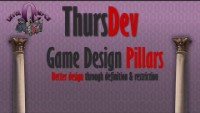 ThursDev
Game Design Pillars
Better design through definition & restriction